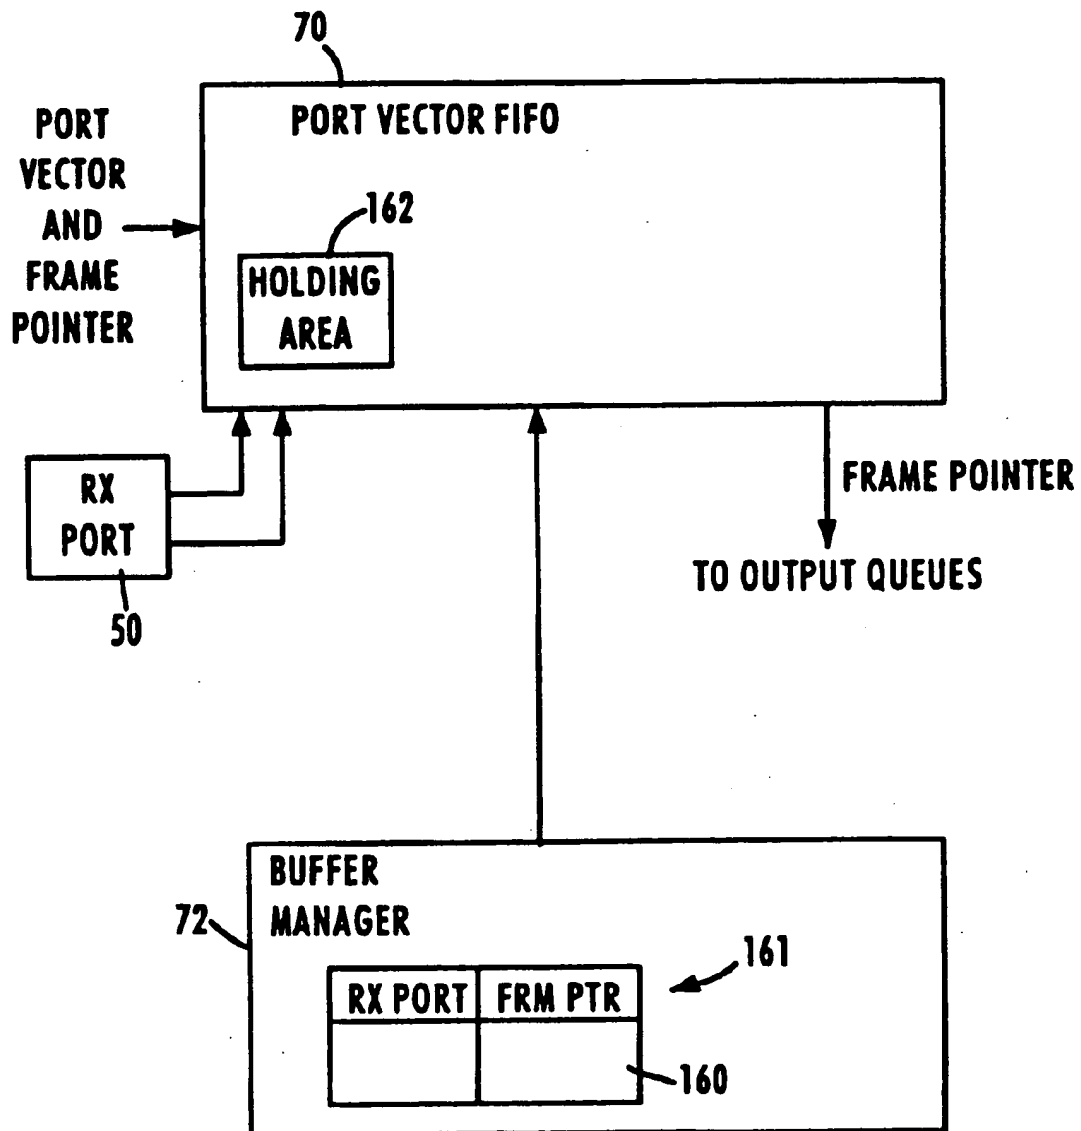 70
PORT
VECTOR
AND
FRAME
POINTER
PORT VECTOR FIFO
162
HOLDING
AREA
RX
PORT
50
FRAME POINTER
TO OUTPUT QUEUES
BUFFER
MANAGER
72
161
RX PORT FRM PTR
160